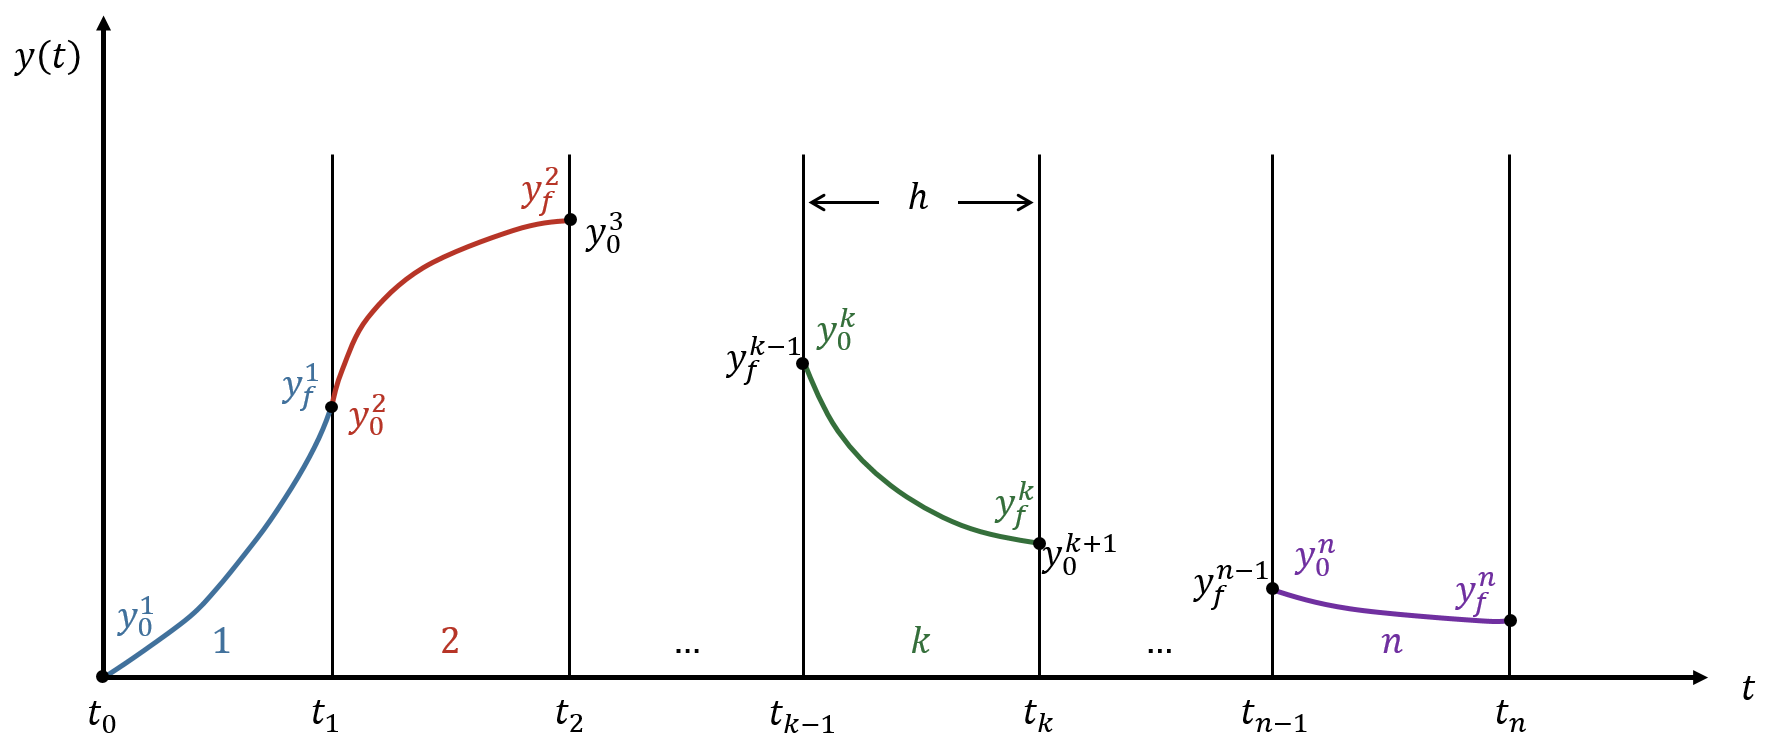 y(t)
y_f^2
y_0^3
h
y_0^k
y_f^{k-1}
y_f^1
y_0^2
y_f^k
y_0^{k+1}
y_0^n
y_f^{n-1}
y_f^n
y_0^1
1 2 ... k ... n
t
t_0 t_1 t_2 t_{k-1} t_k t_{n-1} t_n